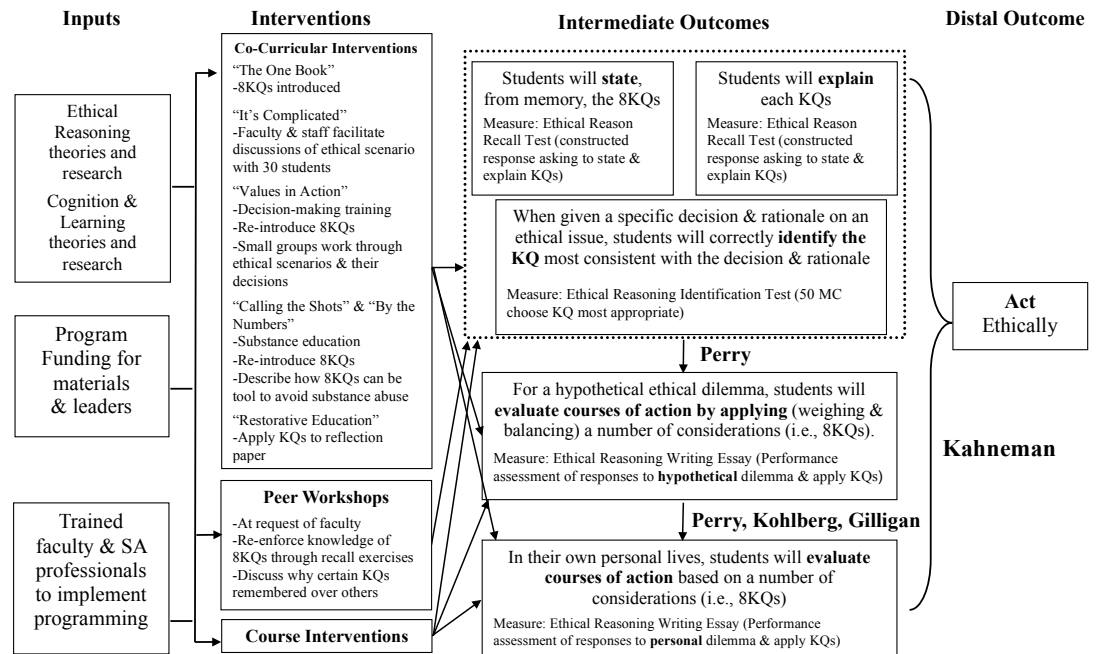 Inputs
Ethical
Reasoning
theories and
research
Cognition &
Learning
theories and
research
Program
Funding for
materials
& leaders
Trained
faculty & SA
professionals
to implement
programming
Interventions
Co-Curricular Interventions
“The One Book”
-8KQs introduced
“It’s Complicated”
-Faculty & staff facilitate
discussions of ethical scenario
with 30 students
“Values in Action”
-Decision-making training
-Re-introduce 8KQs
-Small groups work through
ethical scenarios & their
decisions
“Calling the Shots” & “By the
Numbers”
-Substance education
-Re-introduce 8KQs
-Describe how 8KQs can be
tool to avoid substance abuse
“Restorative Education”
-Apply KQs to reflection
paper
Peer Workshops
-At request of faculty
-Re-enforce knowledge of
8KQs through recall exercises
-Discuss why certain KQs
remembered over others
Course Interventions
Intermediate Outcomes
Students will state,
from memory, the 8KQs
Measure: Ethical Reason
Recall Test (constructed
response asking to state &
explain KQs)
Students will explain
each KQs
Measure: Ethical Reason
Recall Test (constructed
response asking to state &
explain KQs)
When given a specific decision & rationale on an
ethical issue, students will correctly identify the
KQ most consistent with the decision & rationale
Measure: Ethical Reasoning Identification Test (50 MC
choose KQ most appropriate)
Perry
For a hypothetical ethical dilemma, students will
evaluate courses of action by applying (weighing &
balancing) a number of considerations (i.e., 8KQs).
Measure: Ethical Reasoning Writing Essay (Performance
assessment of responses to hypothetical dilemma & apply KQs)
Perry, Kohlberg, Gilligan
In their own personal lives, students will evaluate
courses of action based on a number of
considerations (i.e., 8KQs)
Measure: Ethical Reasoning Writing Essay (Performance
assessment of responses to personal dilemma & apply KQs)
Distal Outcome
Act
Ethically
Kahneman